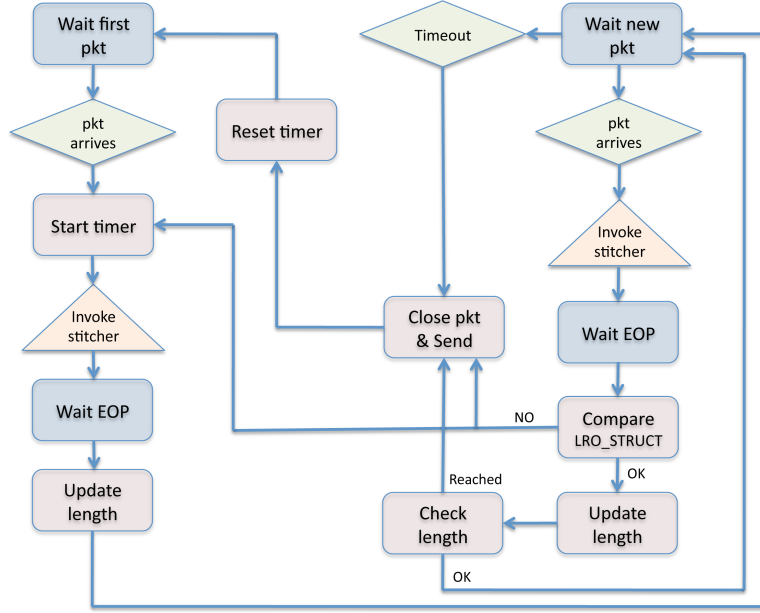 Wait first
pkt
pkt
arrives
Start timer
Invoke
stitcher
Wait EOP
Update
length
Reset timer
Timeout
Close pkt
& Send
Reached
Check
length
OK
Wait new
pkt
pkt
arrives
Invoke
stitcher
Wait EOP
NO
Compare
LRO_STRUCT
OK
Update
length